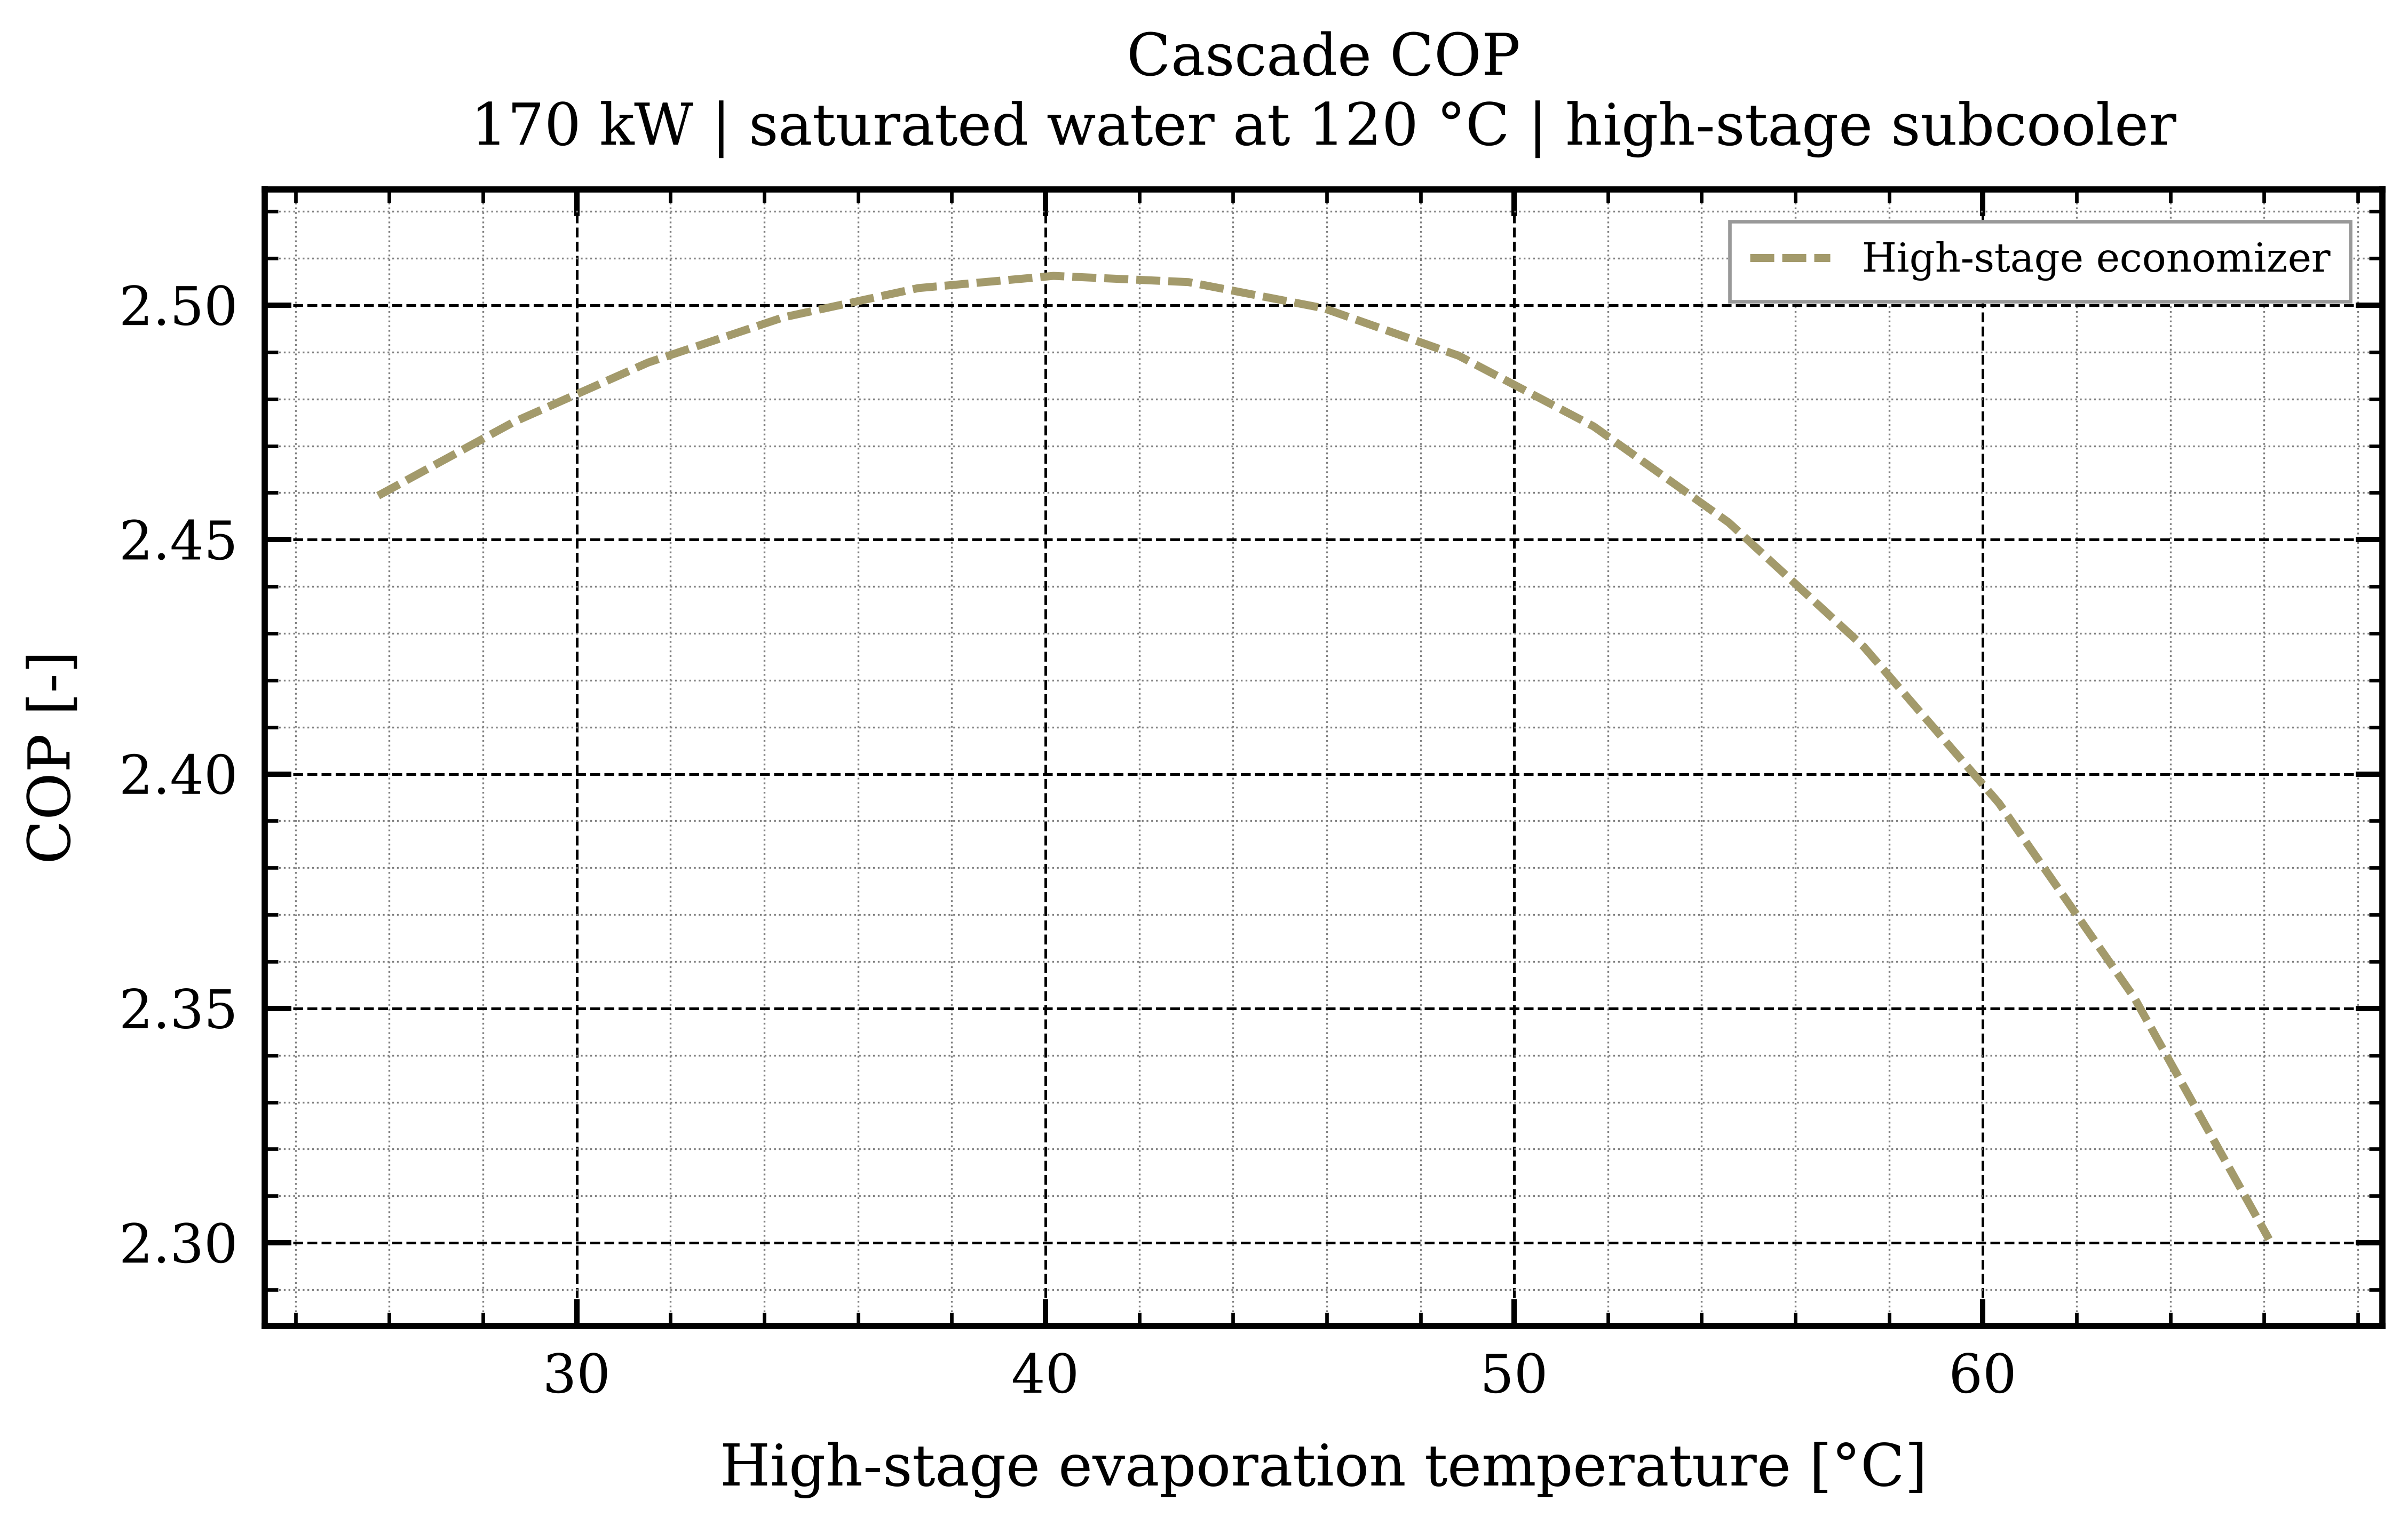 Cascade COP
170 kW | saturated water at 120 °C | high-stage subcooler
High-stage economizer
2.50
2.45
2.40
2.35
2.30
COP [-]
30 40 50 60
High-stage evaporation temperature [°C]